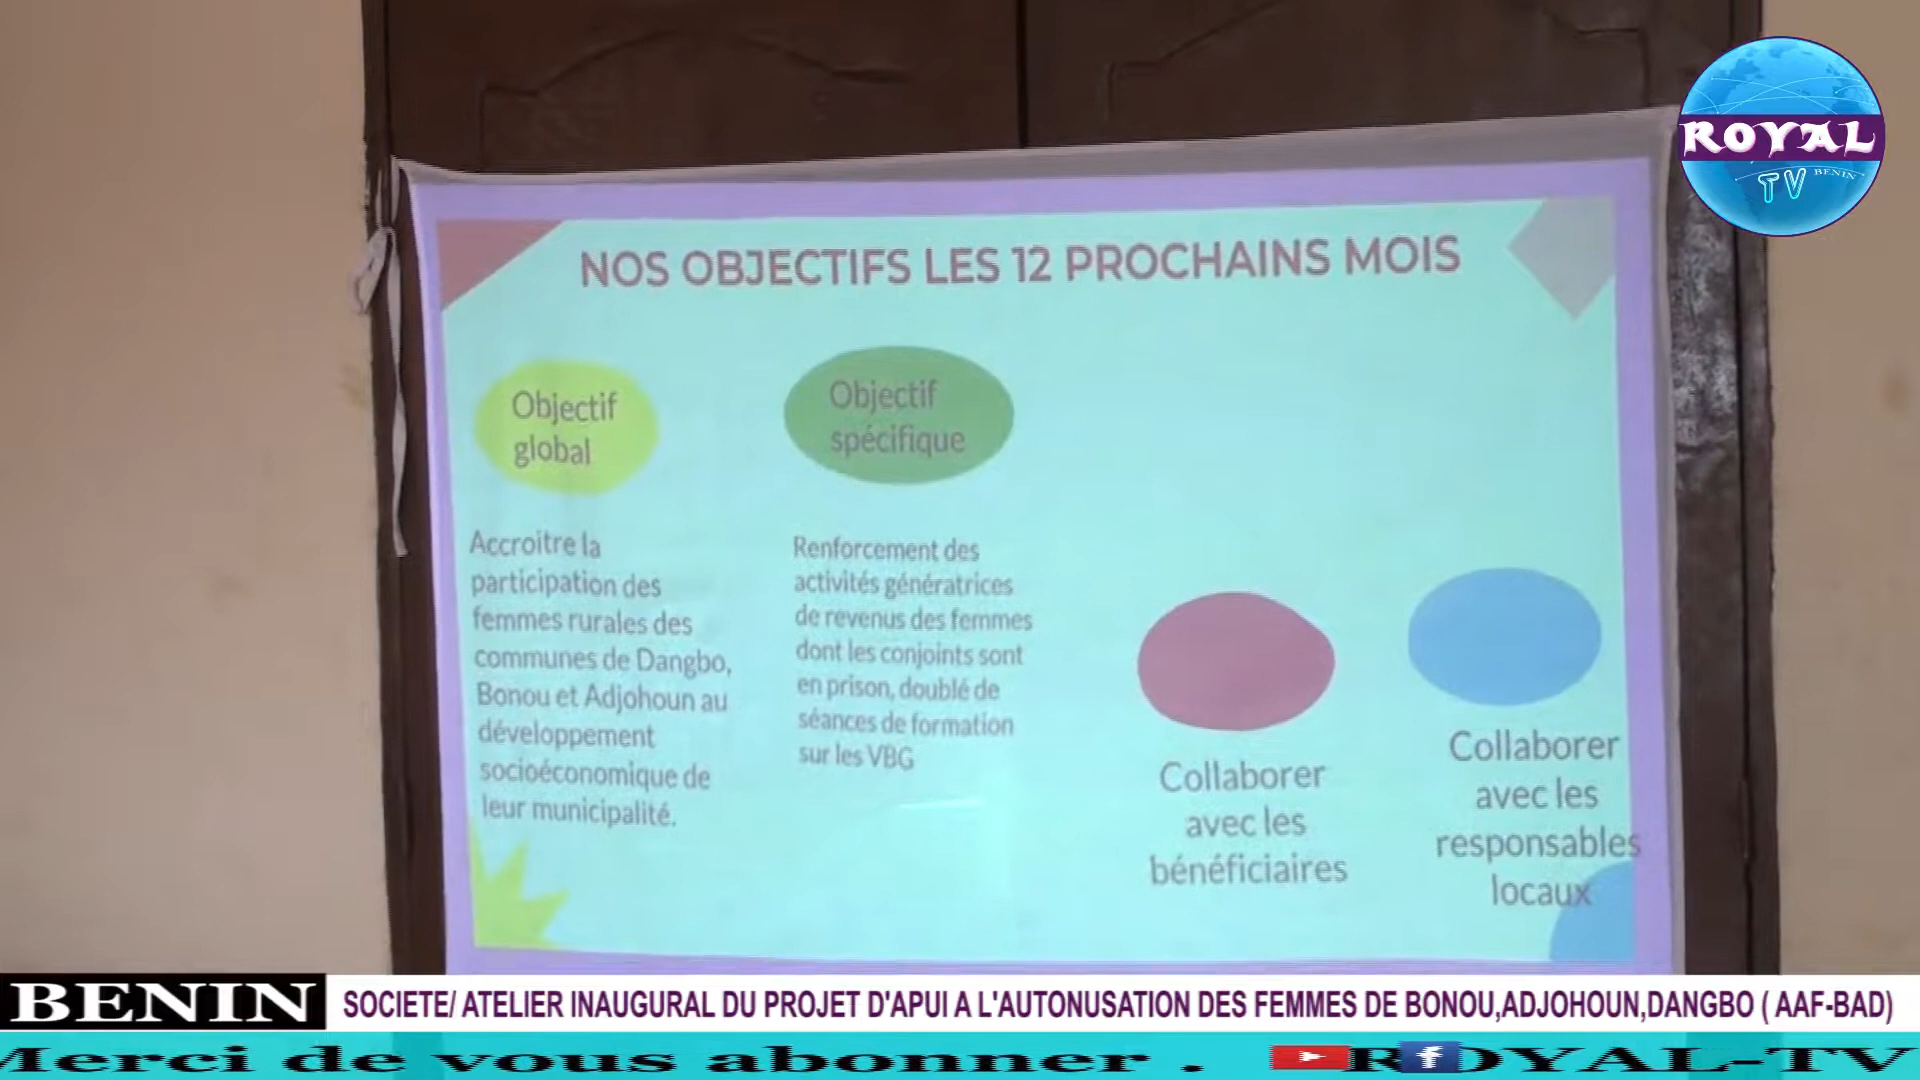 ROYAL
TV BENIN
NOS OBJECTIFS LES 12 PROCHAINS MOIS
Objectif
global
Accroitre la
participation des
femmes rurales des
communes de Dangbo,
Bonou et Adjohoun au
développement
socioéconomique de
leur municipalité.
Objectif
spécifique
Renforcement des
activités génératrices
de revenus des femmes
dont les conjoints sont
en prison, doublé de
séances de formation
sur les VBG
Collaborer
avec les
bénéficiaires
Collaborer
avec les
responsables
locaux
BENIN
SOCIETE/ ATELIER INAUGURAL DU PROJET D'APUI A L'AUTONUSATION DES FEMMES DE BONOU,ADJOHOUN,DANGBO ( AAF-BAD)
Merci de vous abonner . ROYAL-TV